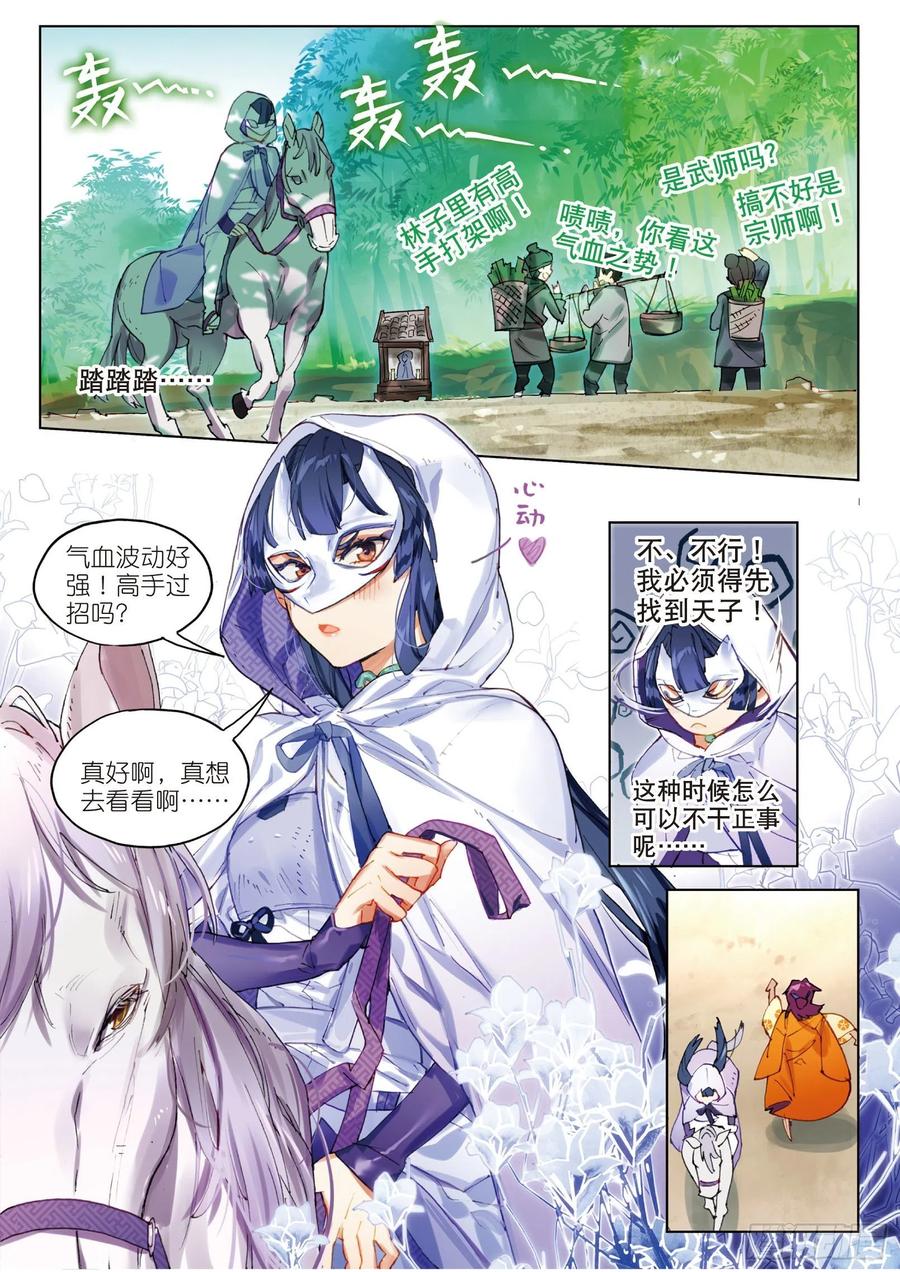 轰
轰
轰
林子里有高
手打架啊！
啧啧，你看这
气血之势！
是武师吗？
搞不好是
宗师啊！
踏踏踏……
心
动
气血波动好
强！高手过
招吗？
真好啊，真想
去看看啊……
不、不行！
我必须得先
找到天子！
这种时候怎么
可以不干正事
呢……